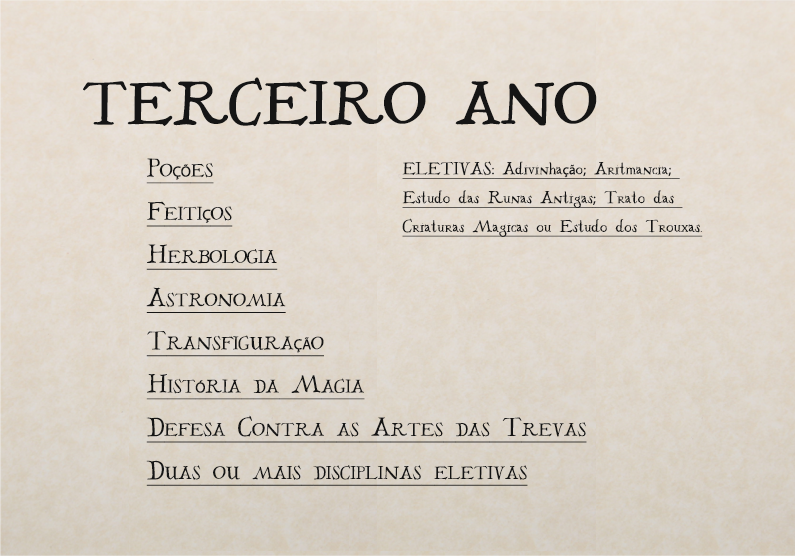 TERCEIRO ANO
Poções
Feitiços
Herbologia
Astronomia
Transfiguração
História da Magia
Defesa Contra as Artes das Trevas
Duas ou mais disciplinas eletivas
ELETIVAS: Adivinhação; Aritmancia;
Estudo das Runas Antigas; Trato das
Criaturas Magicas ou Estudo dos Trouxas.